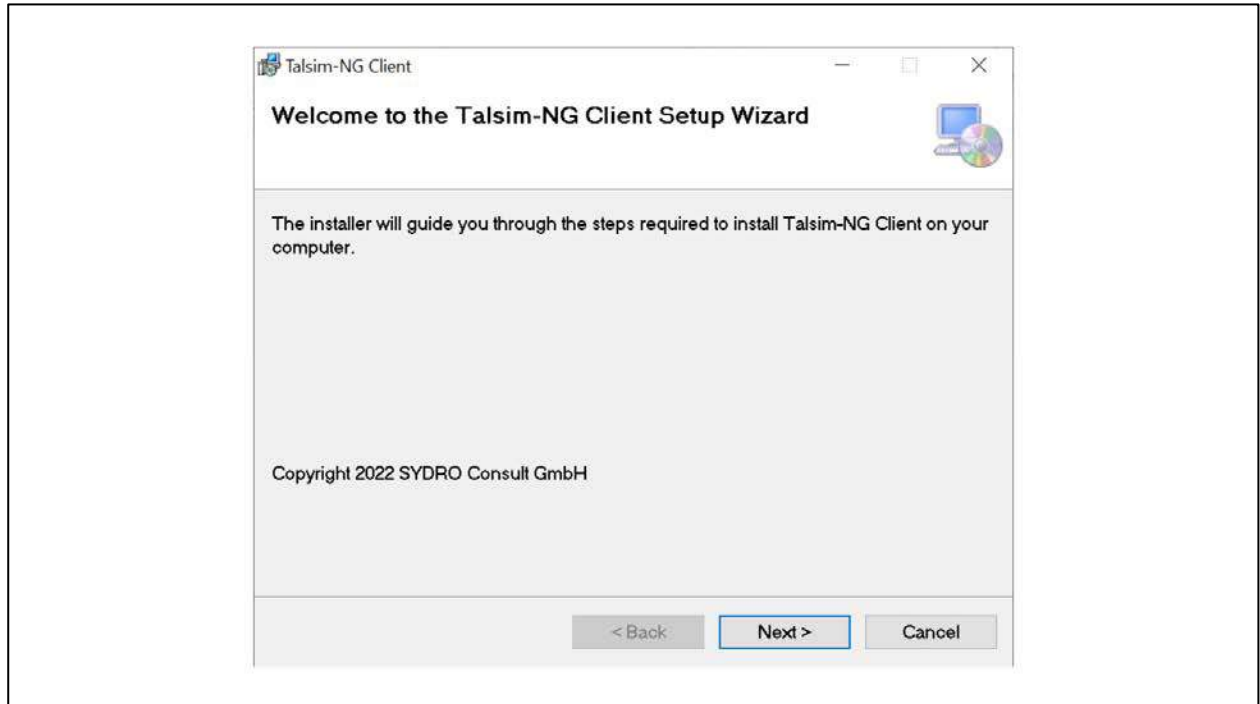 Talsim-NG Client
Welcome to the Talsim-NG Client Setup Wizard
The installer will guide you through the steps required to install Talsim-NG Client on your
computer.
Copyright 2022 SYDRO Consult GmbH
< Back
Next >
Cancel